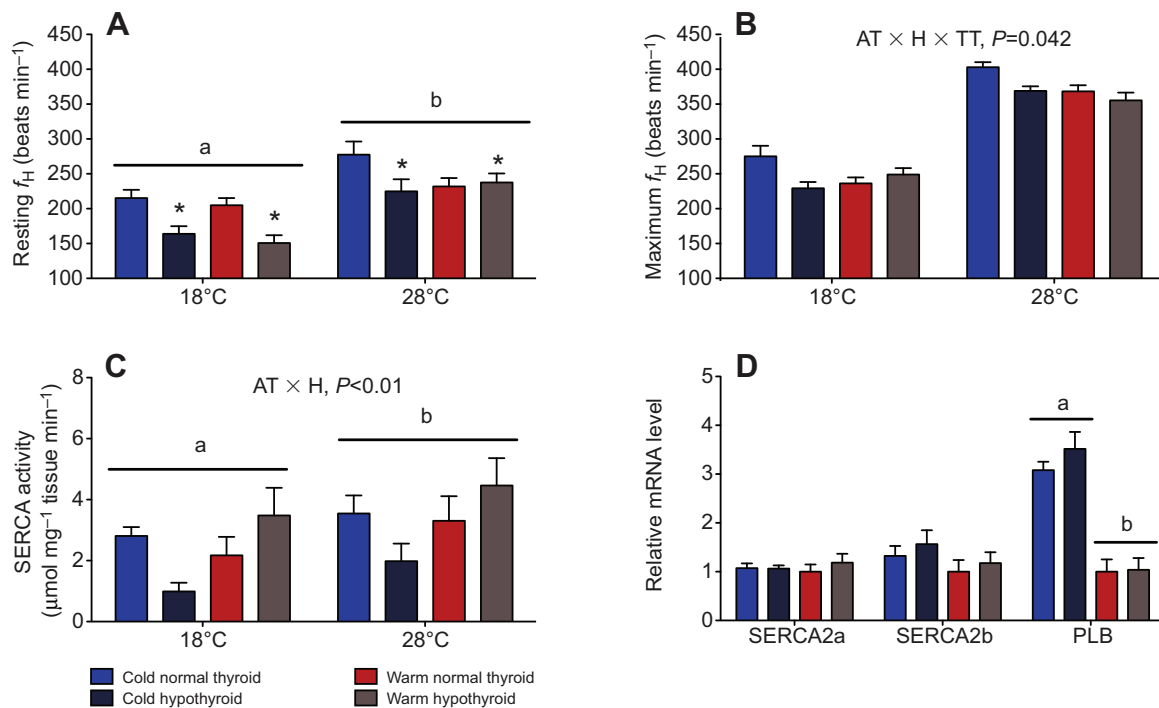 A
Resting fH (beats min−1)
450
400
350
300
250
200
150
100
a
b
*
*
*
*
18°C
28°C
B
AT × H × TT, P=0.042
Maximum fH (beats min−1)
450
400
350
300
250
200
150
100
18°C
28°C
C
AT × H, P<0.01
SERCA activity
(μmol mg−1 tissue min−1)
8
6
4
2
0
a
b
18°C
28°C
D
Relative mRNA level
5
4
3
2
1
0
a
b
SERCA2a
SERCA2b
PLB
Cold normal thyroid
Cold hypothyroid
Warm normal thyroid
Warm hypothyroid